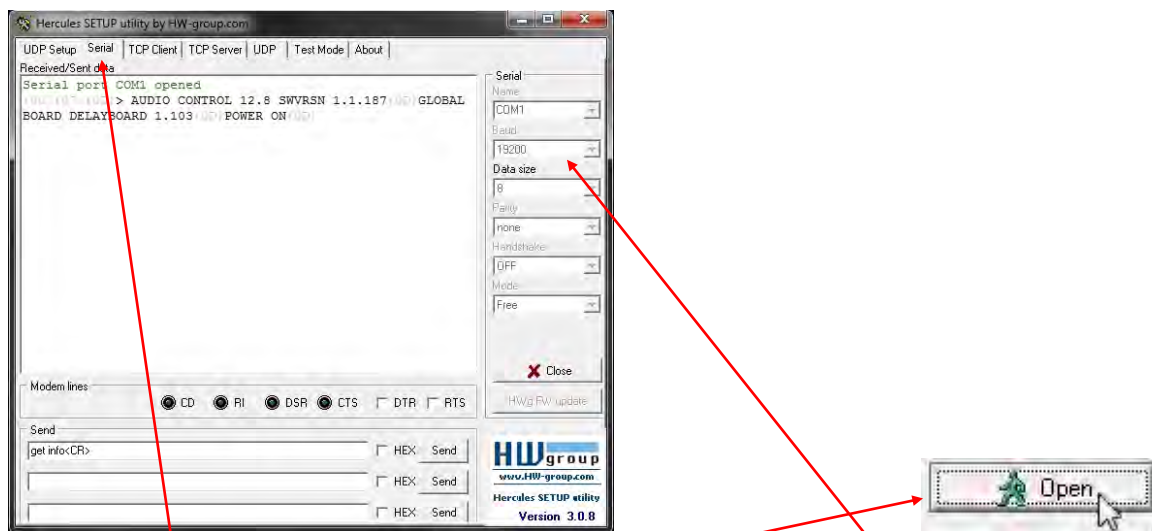 Hercules SETUP utility by HW-group.com
UDP Setup Serial TCP Client TCP Server UDP Test Mode About
Received/Sent data
Serial port COM1 opened
> AUDIO CONTROL 12.8 SWVRSN 1.1.187{0D}GLOBAL
BOARD DELAYBOARD 1.103{0D}POWER ON{0D}
Serial
Name
COM1
Baud
19200
Data size
8
Parity
none
Handshake
OFF
Mode
Free
Close
HWg FW update
Modem lines
CD RI DSR CTS DTR RTS
Send
get info<CR> HEX Send
HEX Send
HEX Send
HWgroup
www.HW-group.com
Hercules SETUP utility
Version 3.0.8
Open